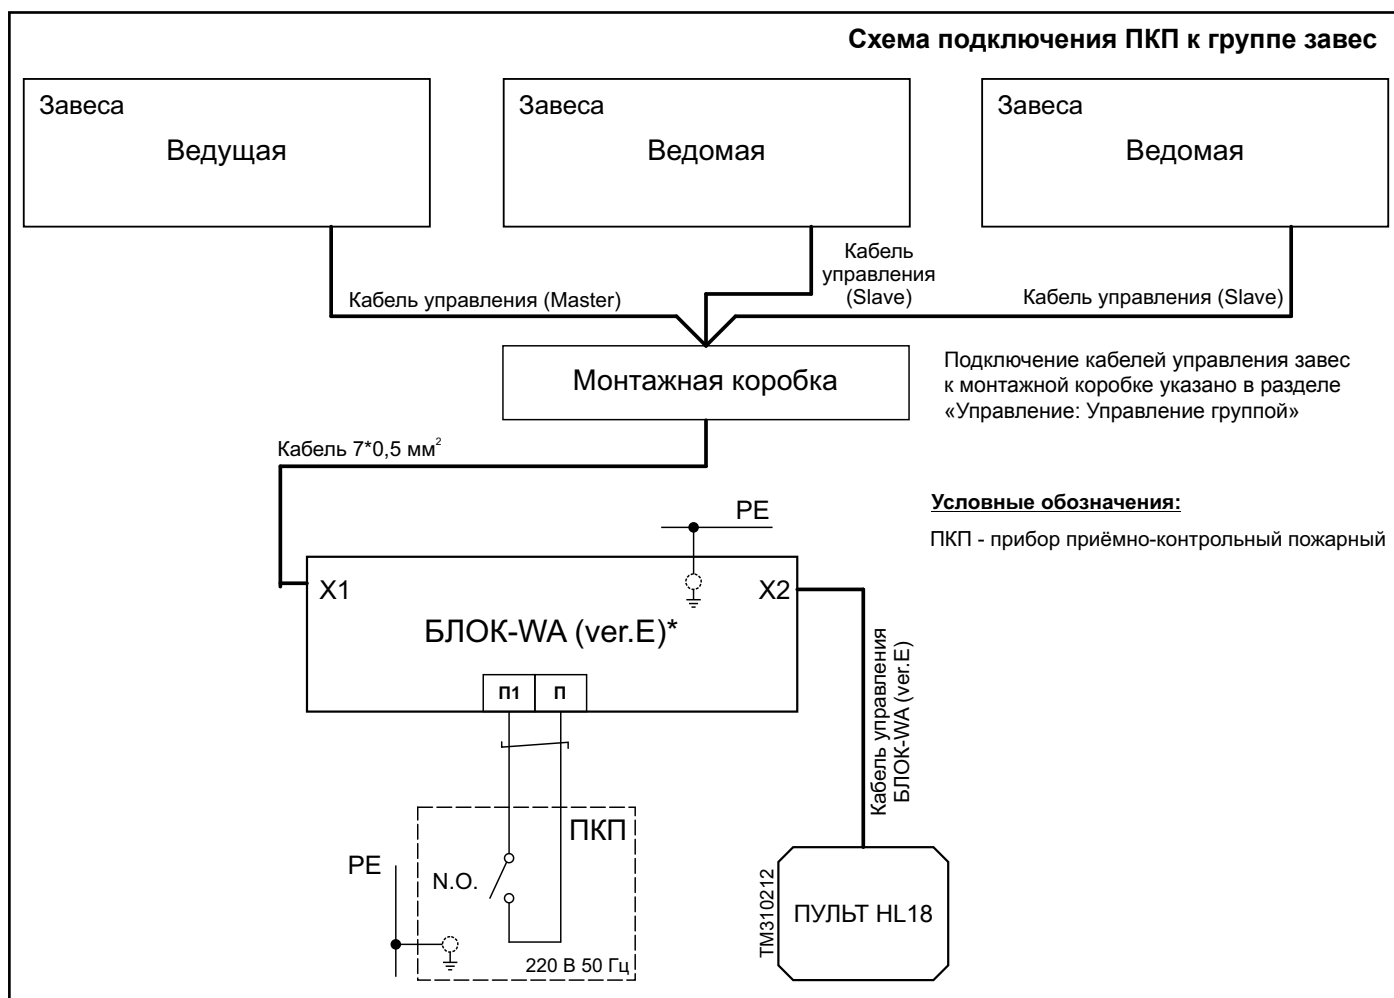 Схема подключения ПКП к группе завес
Завеса
Ведущая
Завеса
Ведомая
Завеса
Ведомая
Кабель управления (Master)
Кабель
управления
(Slave)
Кабель управления (Slave)
Монтажная коробка
Подключение кабелей управления завес
к монтажной коробке указано в разделе
«Управление: Управление группой»
Кабель 7*0,5 мм²
Условные обозначения:
ПКП - прибор приёмно-контрольный пожарный
PE
X1
X2
БЛОК-WA (ver.E)*
П1
П
Кабель управления
БЛОК-WA (ver.E)
ПКП
PE
N.O.
220 В 50 Гц
TM310212
ПУЛЬТ HL18